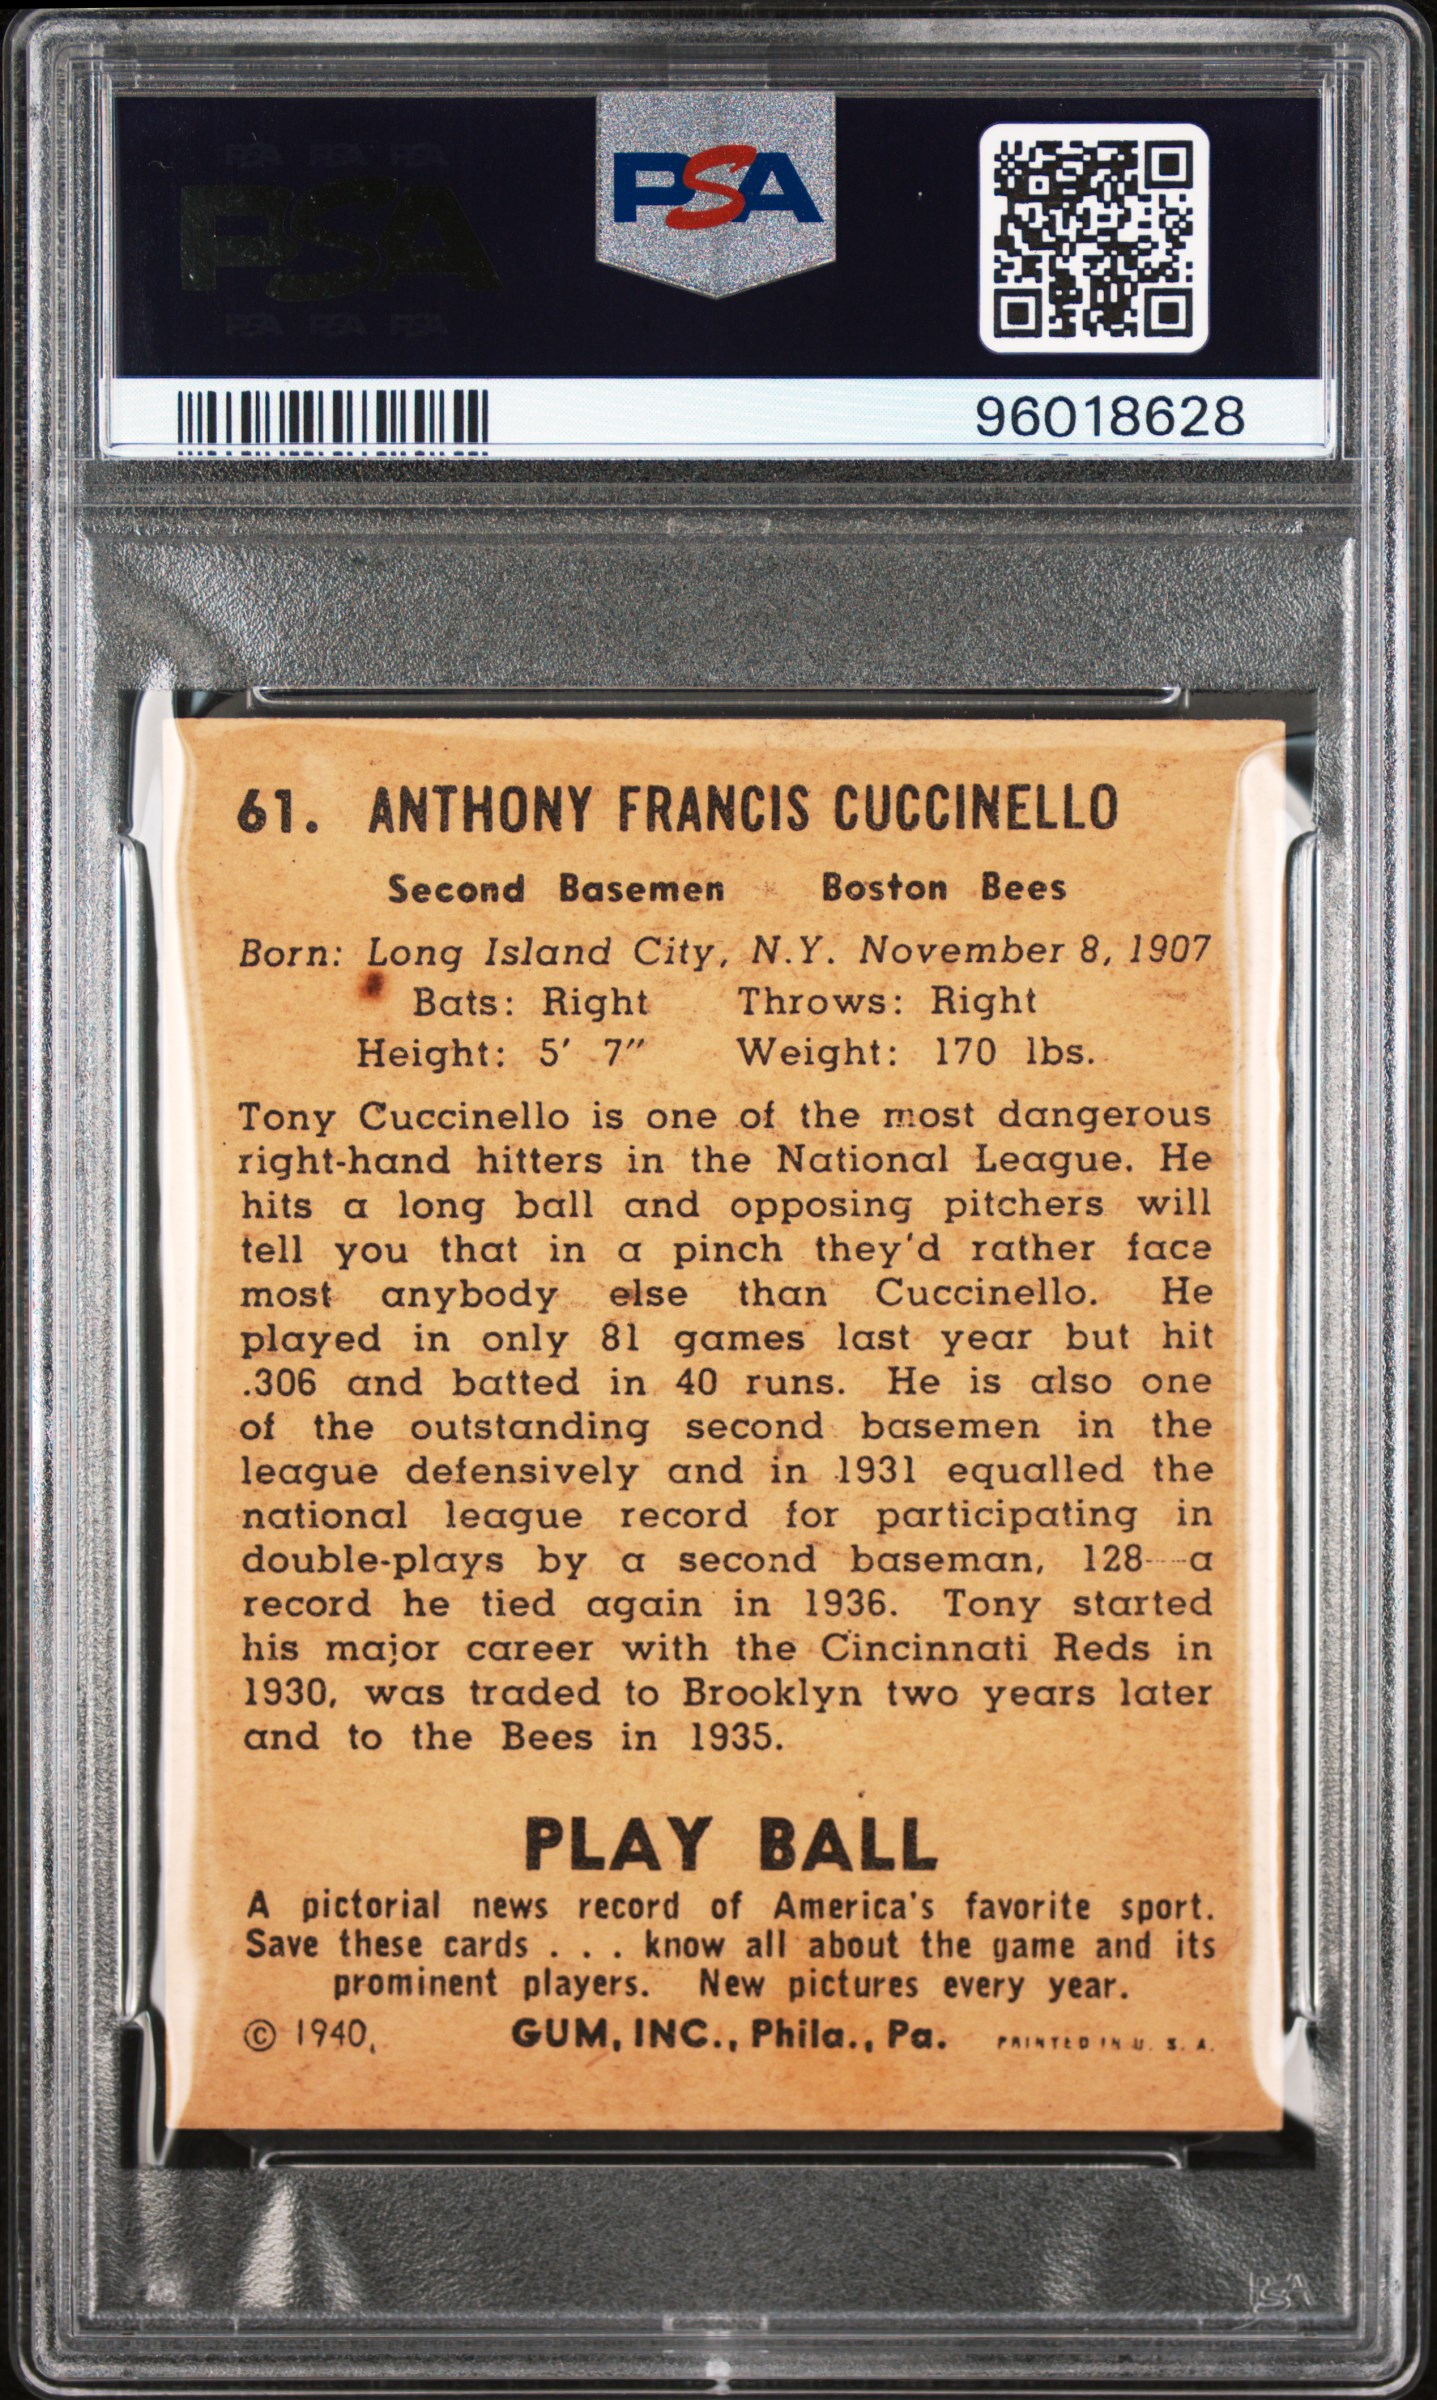 PSA PSA PSA
PSA
PSA PSA PSA
PSA
96018628
61. ANTHONY FRANCIS CUCCINELLO
Second Basemen Boston Bees
Born: Long Island City, N.Y. November 8, 1907
Bats: Right Throws: Right
Height: 5′ 7″ Weight: 170 lbs.
Tony Cuccinello is one of the most dangerous
right-hand hitters in the National League. He
hits a long ball and opposing pitchers will
tell you that in a pinch they'd rather face
most anybody else than Cuccinello. He
played in only 81 games last year but hit
.306 and batted in 40 runs. He is also one
of the outstanding second basemen in the
league defensively and in 1931 equalled the
national league record for participating in
double-plays by a second baseman, 128—a
record he tied again in 1936. Tony started
his major career with the Cincinnati Reds in
1930, was traded to Brooklyn two years later
and to the Bees in 1935.
PLAY BALL
A pictorial news record of America's favorite sport.
Save these cards . . . know all about the game and its
prominent players. New pictures every year.
© 1940, GUM, INC., Phila., Pa. PRINTED IN U. S. A.
PSA